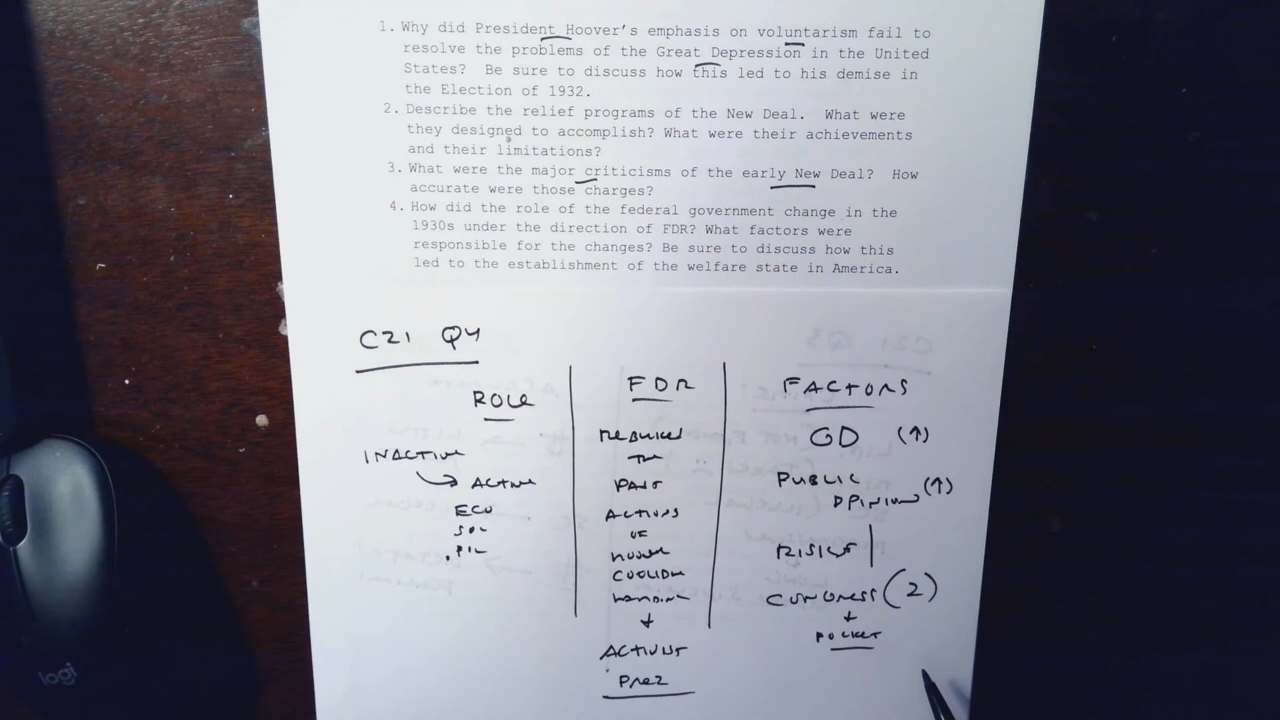 1. Why did President Hoover's emphasis on voluntarism fail to
resolve the problems of the Great Depression in the United
States? Be sure to discuss how this led to his demise in
the Election of 1932.
2. Describe the relief programs of the New Deal. What were
they designed to accomplish? What were their achievements
and their limitations?
3. What were the major criticisms of the early New Deal? How
accurate were those charges?
4. How did the role of the federal government change in the
1930s under the direction of FDR? What factors were
responsible for the changes? Be sure to discuss how this
led to the establishment of the welfare state in America.
C21 Q4
ROLE
INACTIVE
ACTIVE
ECO
SOC
FDR
THE
PAST
ACTIONS
OF
HOOVER
COOLIDGE
HARDING
+
ACTIVIST
PREZ
FACTORS
GD (↑)
PUBLIC
OPINION (↑)
CONGRESS (2)
+
POCKET
logi